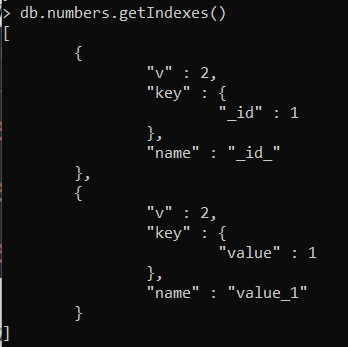 > db.numbers.getIndexes()
[
        {
                "v" : 2,
                "key" : {
                        "_id" : 1
                },
                "name" : "_id_"
        },
        {
                "v" : 2,
                "key" : {
                        "value" : 1
                },
                "name" : "value_1"
        }
]